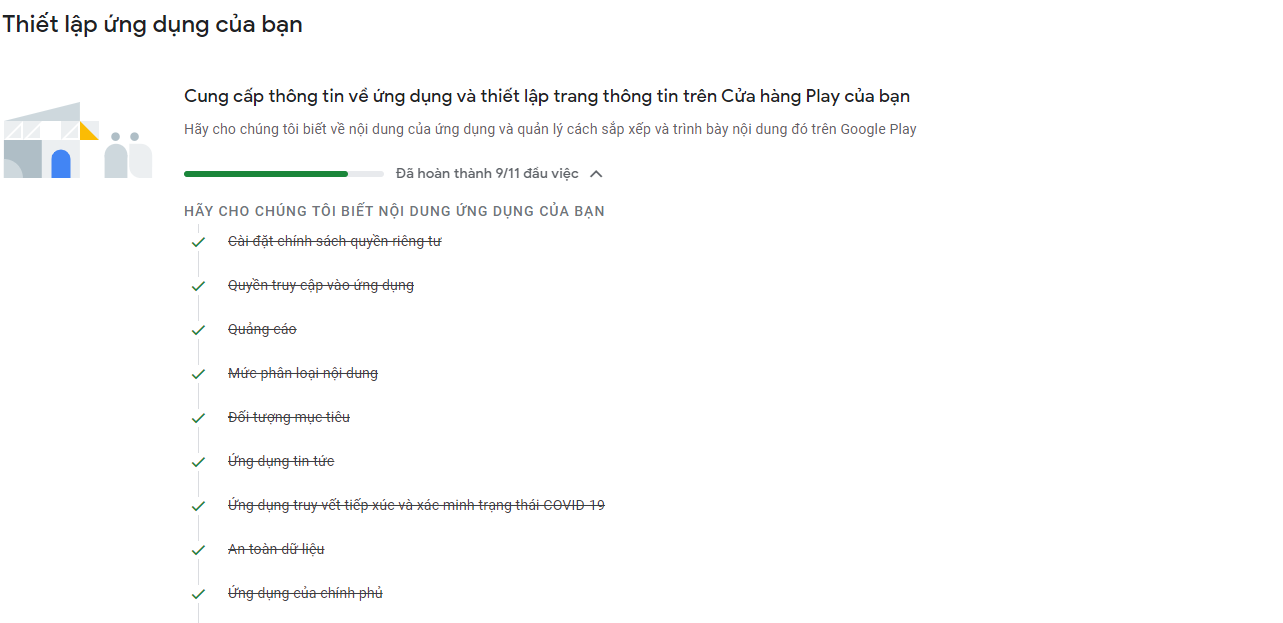 Thiết lập ứng dụng của bạn
Cung cấp thông tin về ứng dụng và thiết lập trang thông tin trên Cửa hàng Play của bạn
Hãy cho chúng tôi biết về nội dung của ứng dụng và quản lý cách sắp xếp và trình bày nội dung đó trên Google Play
Đã hoàn thành 9/11 đầu việc
HÃY CHO CHÚNG TÔI BIẾT NỘI DUNG ỨNG DỤNG CỦA BẠN
Cài đặt chính sách quyền riêng tư
Quyền truy cập vào ứng dụng
Quảng cáo
Mức phân loại nội dung
Đối tượng mục tiêu
Ứng dụng tin tức
Ứng dụng truy vết tiếp xúc và xác minh trạng thái COVID-19
An toàn dữ liệu
Ứng dụng của chính phủ